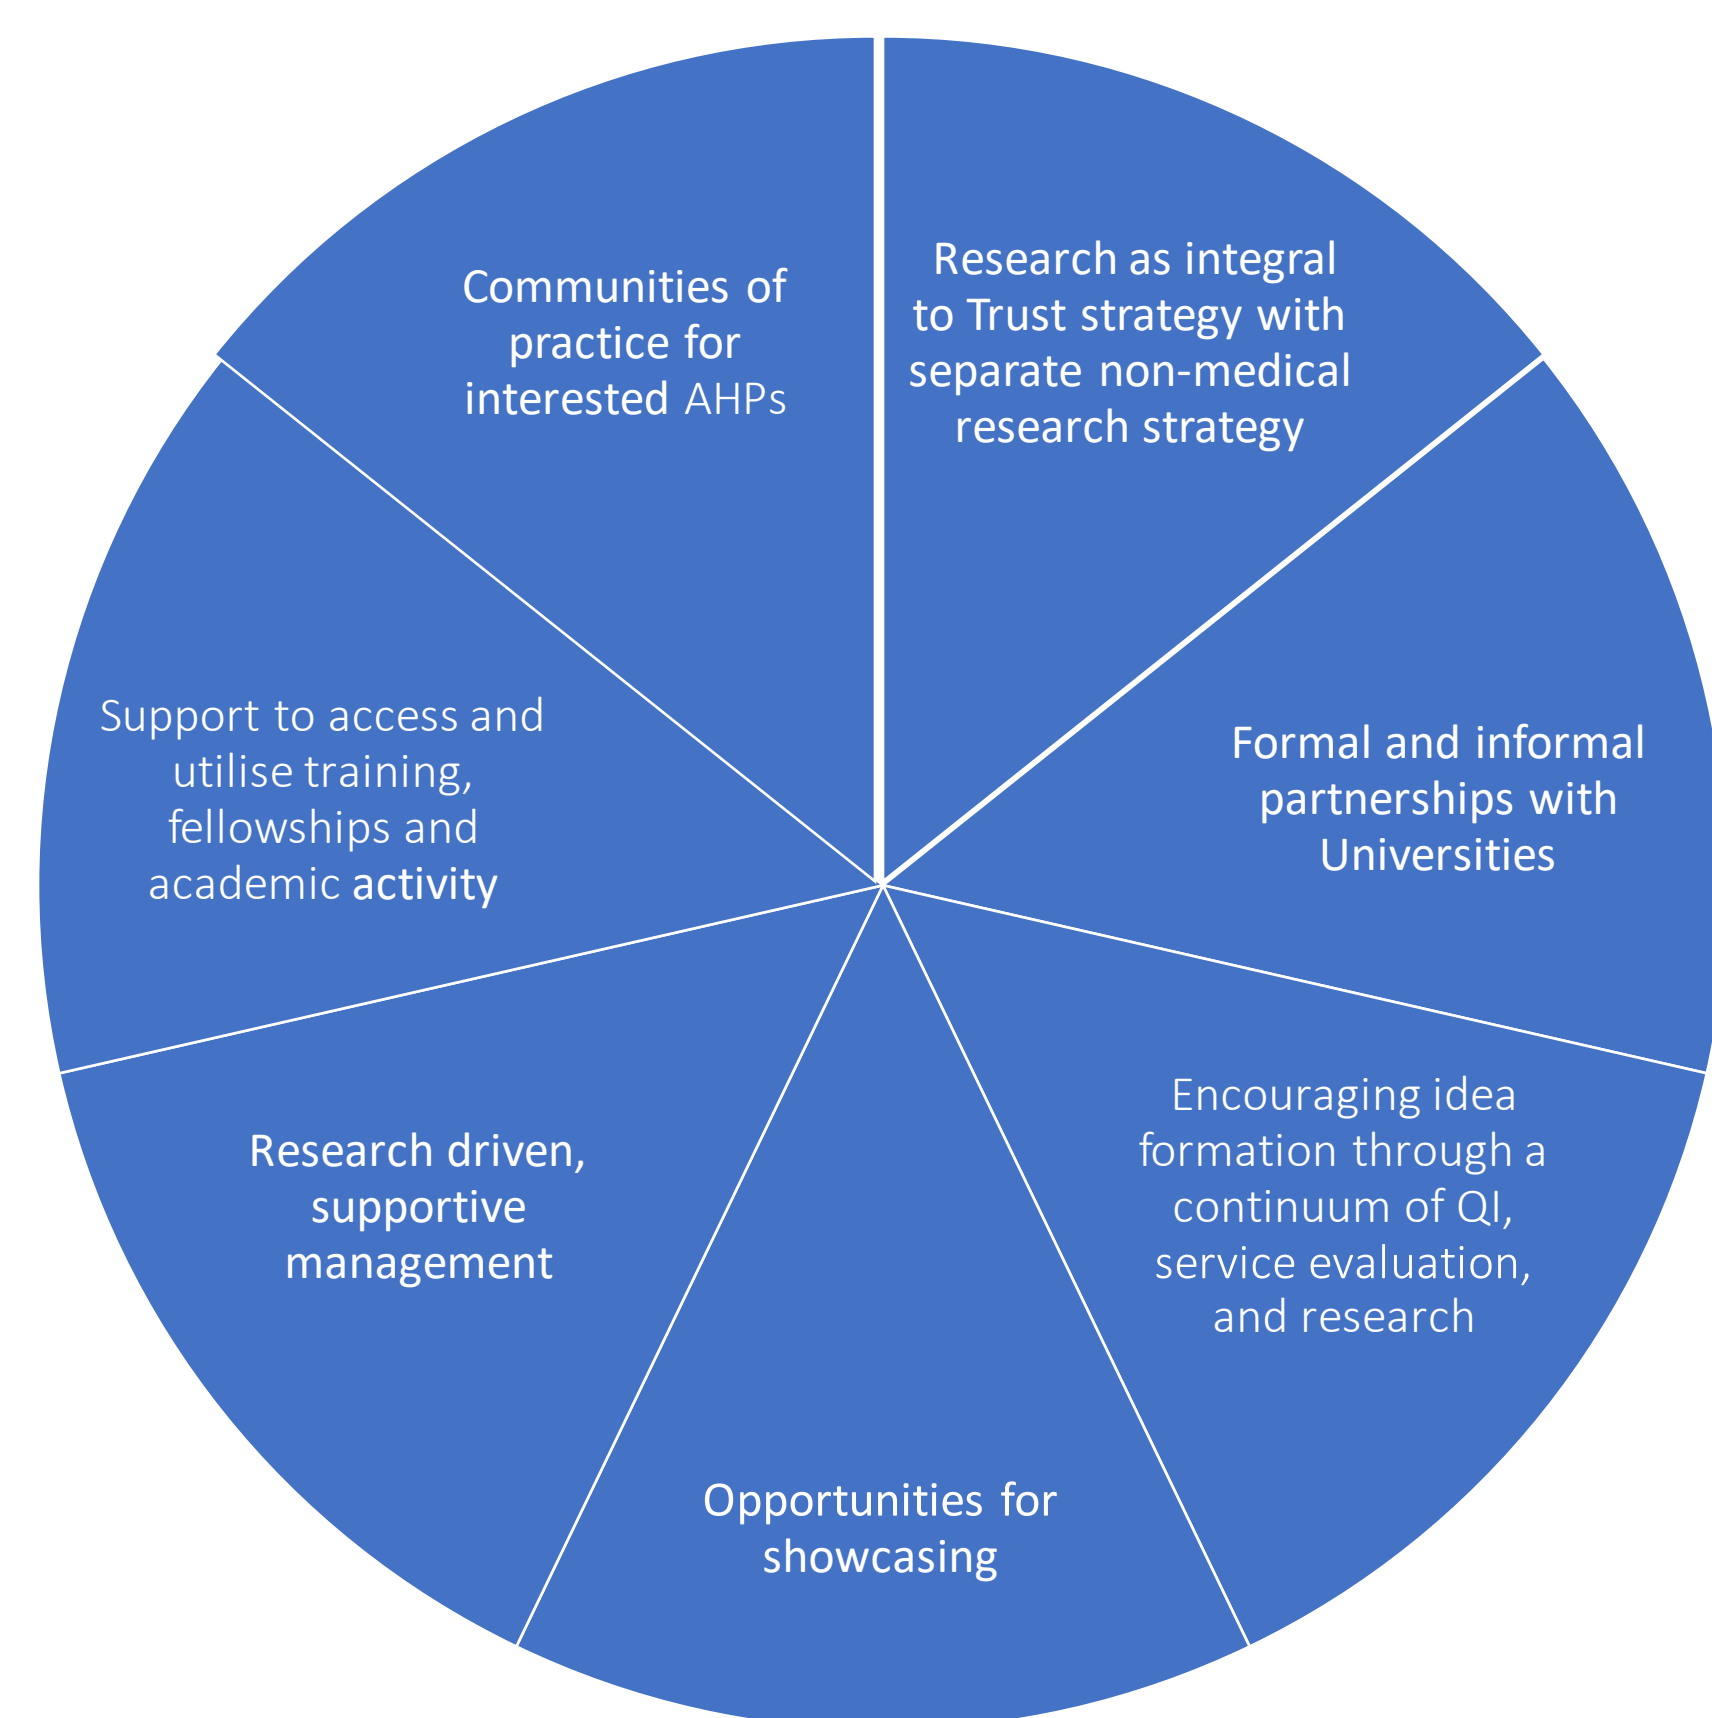 Communities of
practice for
interested AHPs
Research as integral
to Trust strategy with
separate non-medical
research strategy
Formal and informal
partnerships with
Universities
Encouraging idea
formation through a
continuum of QI,
service evaluation,
and research
Opportunities for
showcasing
Research driven,
supportive
management
Support to access and
utilise training,
fellowships and
academic activity